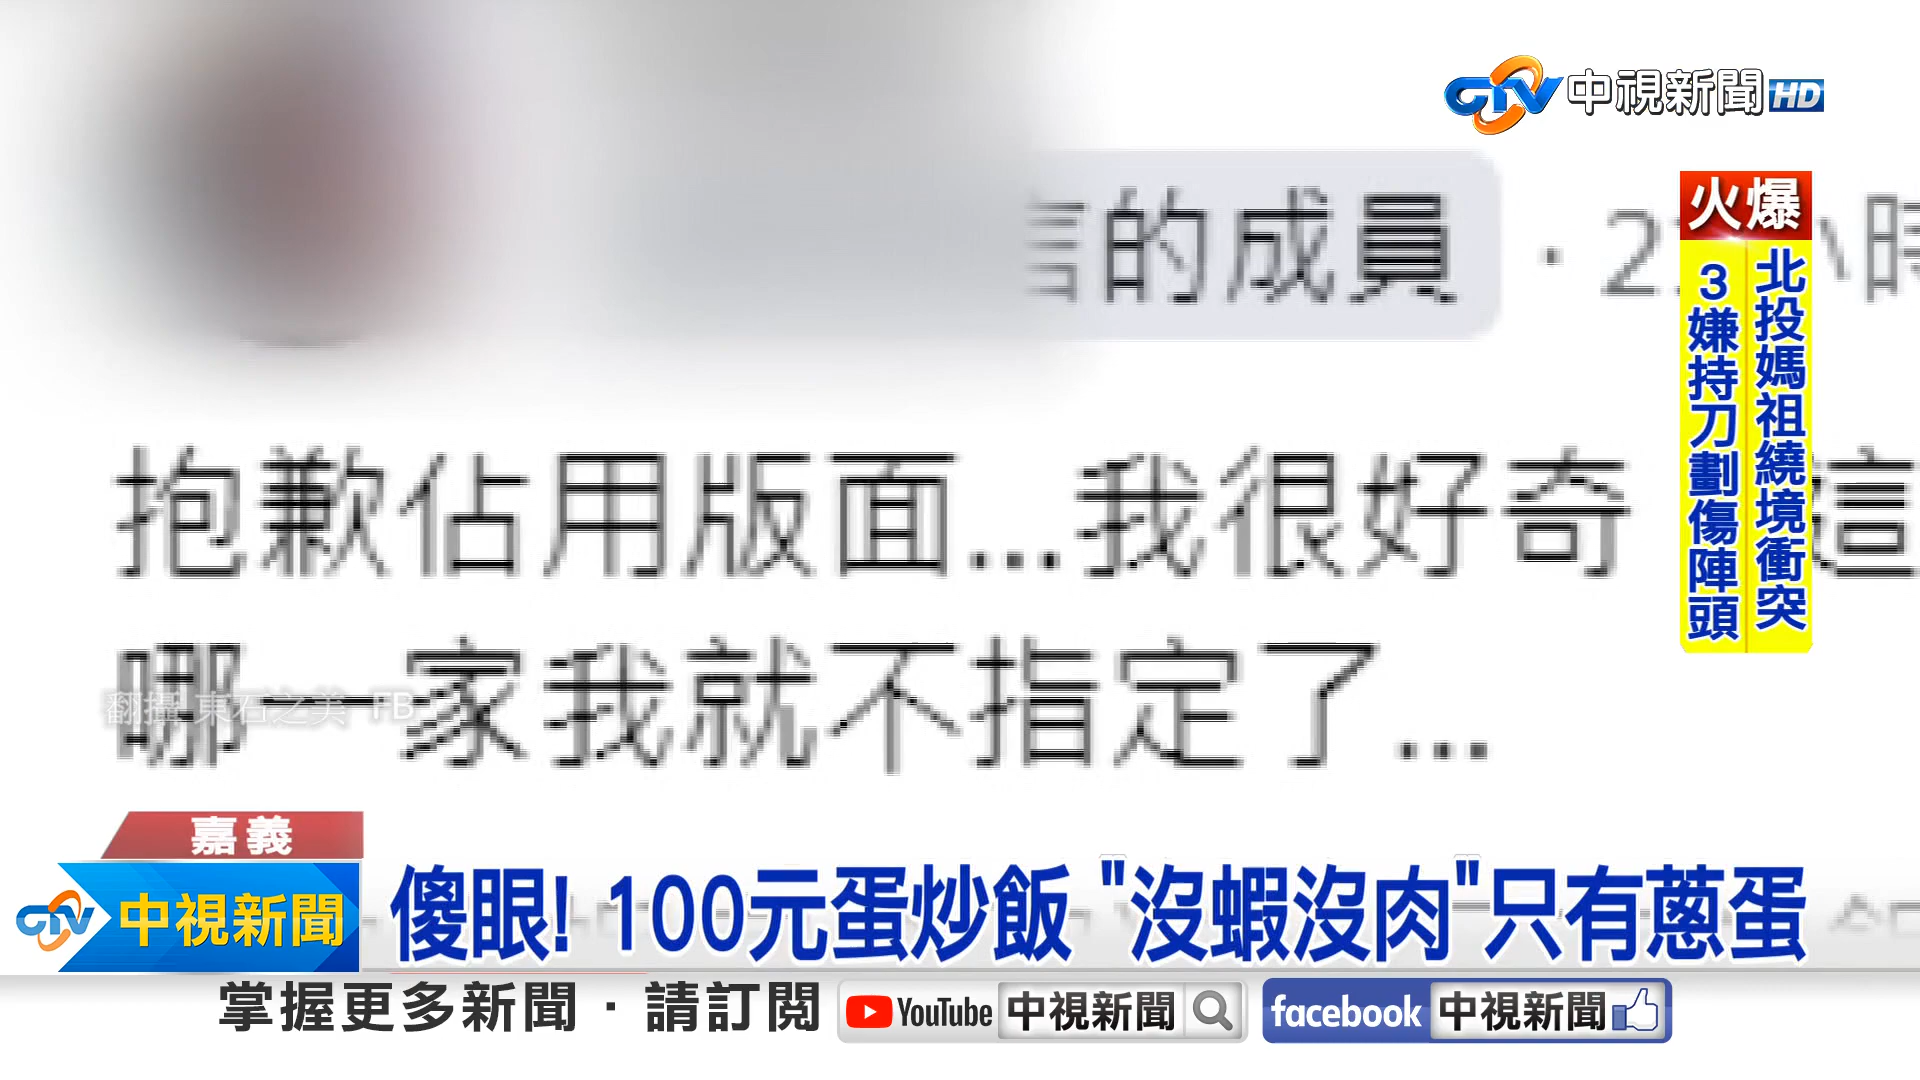 CTV 中視新聞 HD
的成員
火爆
北投媽祖繞境衝突
3嫌持刀劃傷陣頭
抱歉佔用版面...我很好奇
哪一家我就不指定了...
翻攝 東石之美 FB
嘉義
CTV 中視新聞
傻眼! 100元蛋炒飯 "沒蝦沒肉"只有蔥蛋
掌握更多新聞・請訂閱 YouTube 中視新聞 facebook 中視新聞